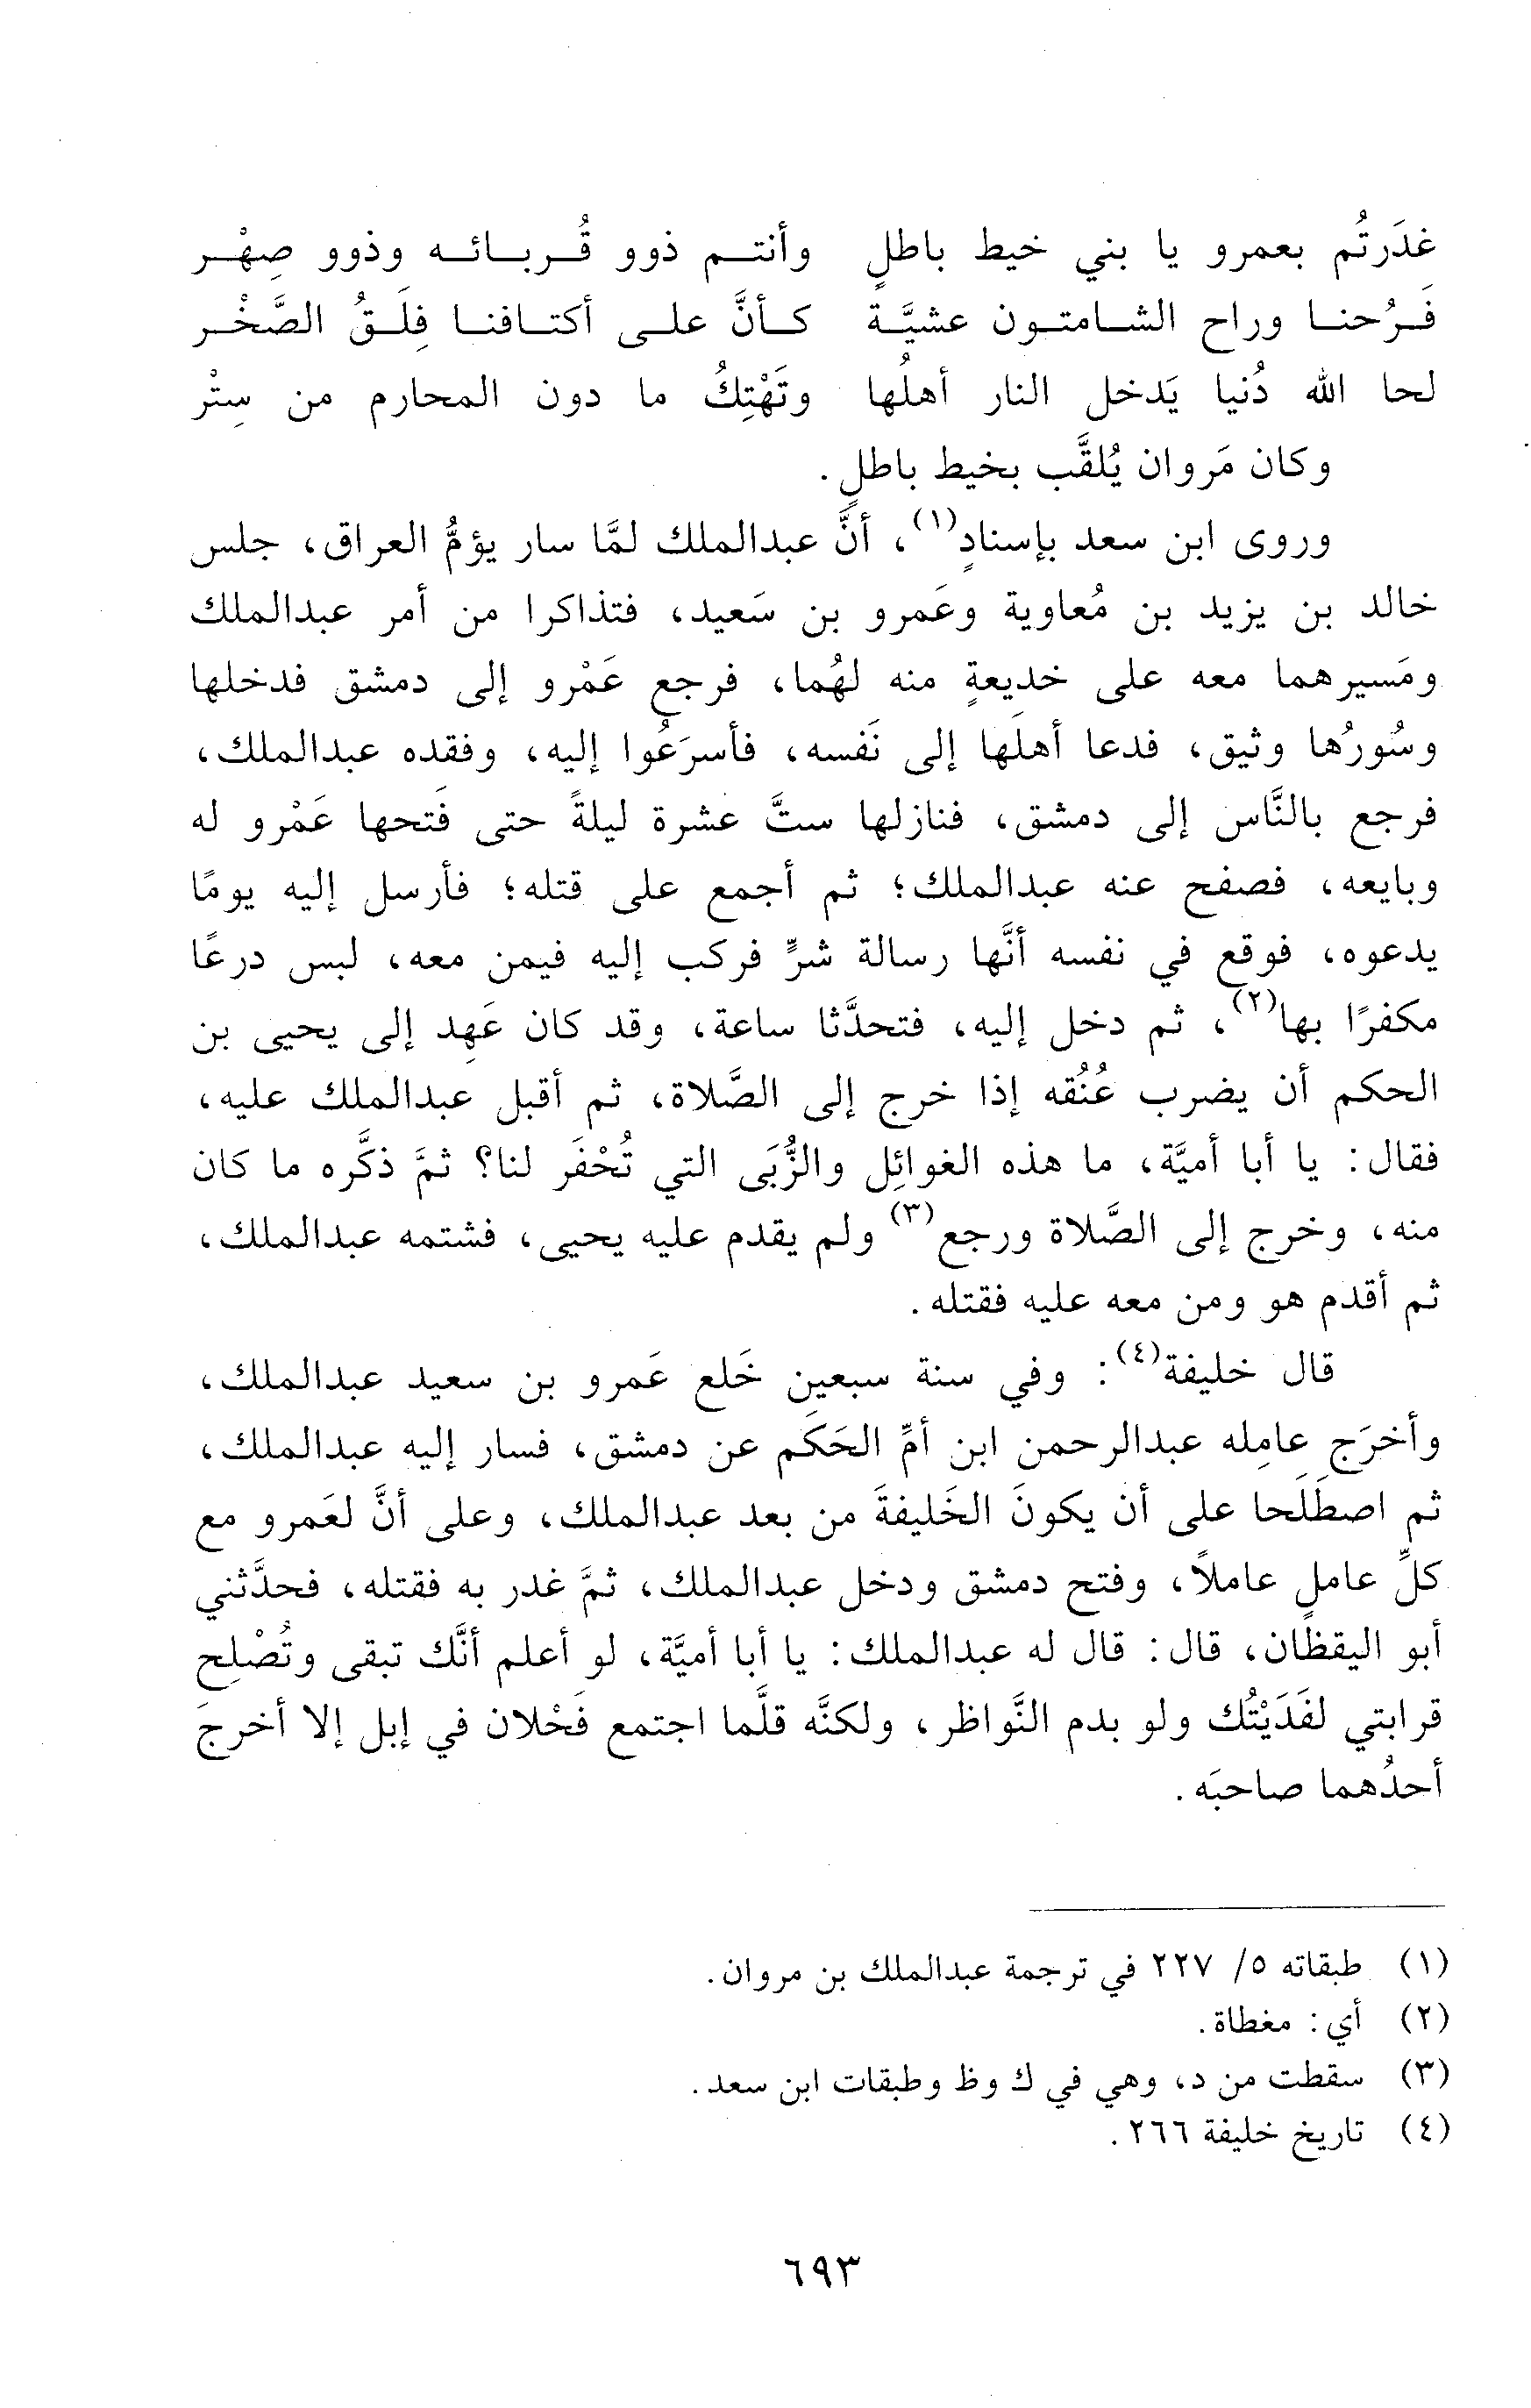 غدَرتُم بعمرو يا بني خيط باطلٍ وأنتم ذوو قُربائه وذوو صِهْر
فَرُحنا وراح الشامتون عشيَّة كأنَّ على أكتافنا فِلَقُ الصَّخْر
لحا الله دُنيا يَدخل النار أهلُها وتَهْتِكُ ما دون المحارم من سِتْر
وكان مَروان يُلقَّب بخيط باطلٍ.
وروى ابن سعد بإسنادٍ(١)، أنَّ عبدالملك لمَّا سار يؤمُّ العراق، جلس
خالد بن يزيد بن مُعاوية وعَمرو بن سَعيد، فتذاكرا من أمر عبدالملك
ومَسيرهما معه على خديعةٍ منه لهُما، فرجع عَمْرو إلى دمشق فدخلها
وسُورُها وثيق، فدعا أهلَها إلى نَفسه، فأسرَعُوا إليه، وفقده عبدالملك،
فرجع بالنَّاس إلى دمشق، فنازلها ستَّ عشرة ليلةً حتى فَتحها عَمْرو له
وبايعه، فصفح عنه عبدالملك؛ ثم أجمع على قتله؛ فأرسل إليه يومًا
يدعوه، فوقع في نفسه أنَّها رسالة شرٍّ فركب إليه فيمن معه، لبس درعًا
مكفرًا بها(٢)، ثم دخل إليه، فتحدَّثا ساعة، وقد كان عَهِد إلى يحيى بن
الحكم أن يضرب عُنُقه إذا خرج إلى الصَّلاة، ثم أقبل عبدالملك عليه،
فقال: يا أبا أميَّة، ما هذه الغوائِل والزُّبَى التي تُحْفَر لنا؟ ثمَّ ذكَّره ما كان
منه، وخرج إلى الصَّلاة ورجع(٣) ولم يقدم عليه يحيى، فشتمه عبدالملك،
ثم أقدم هو ومن معه عليه فقتله.
قال خليفة(٤): وفي سنة سبعين خَلع عَمرو بن سعيد عبدالملك،
وأخرَج عامِله عبدالرحمن ابن أمِّ الحَكَم عن دمشق، فسار إليه عبدالملك،
ثم اصطَلَحا على أن يكونَ الخَليفةَ من بعد عبدالملك، وعلى أنَّ لعَمرو مع
كلِّ عاملٍ عاملاً، وفتح دمشق ودخل عبدالملك، ثمَّ غدر به فقتله، فحدَّثني
أبو اليقظان، قال: قال له عبدالملك: يا أبا أميَّة، لو أعلم أنَّك تبقى وتُصْلِح
قرابتي لفَدَيْتُك ولو بدم النَّواظر، ولكنَّه قلَّما اجتمع فَحْلان في إبل إلا أخرجَ
أحدُهما صاحبَه.
(١) طبقاته ٥/ ٢٢٧ في ترجمة عبدالملك بن مروان.
(٢) أي: مغطاة.
(٣) سقطت من د، وهي في ك وظ وطبقات ابن سعد.
(٤) تاريخ خليفة ٢٦٦.
٦٩٣